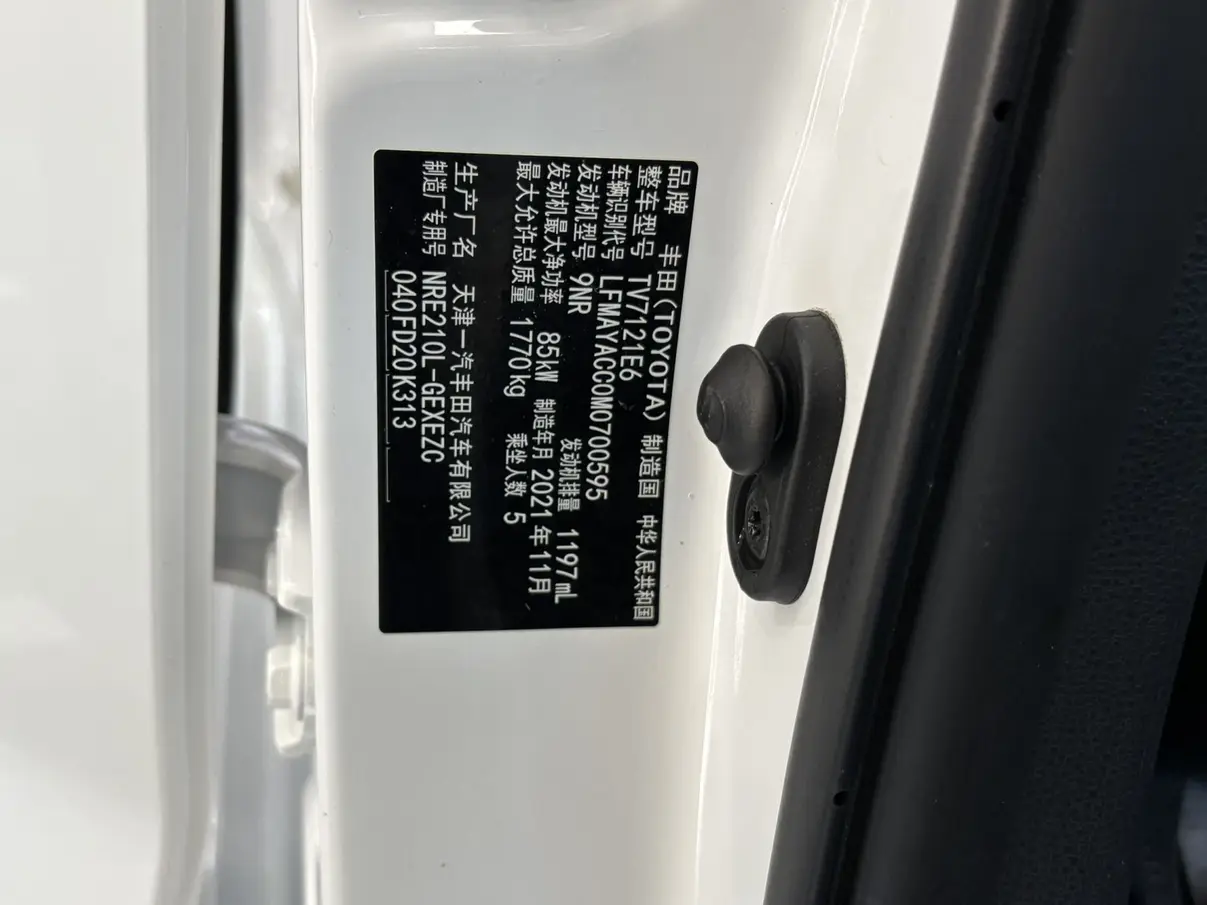 品牌 丰田(TOYOTA) 制造国 中华人民共和国
整车型号 TV7121E6
车辆识别代号 LFMAYACC0M0700595
发动机型号 9NR 发动机排量 1197mL
发动机最大净功率 85kW 制造年月 2021年11月
最大允许总质量 1770kg 乘坐人数 5
生产厂名 天津一汽丰田汽车有限公司
制造厂专用号 NRE210L-GEXEZC
040FD20K313